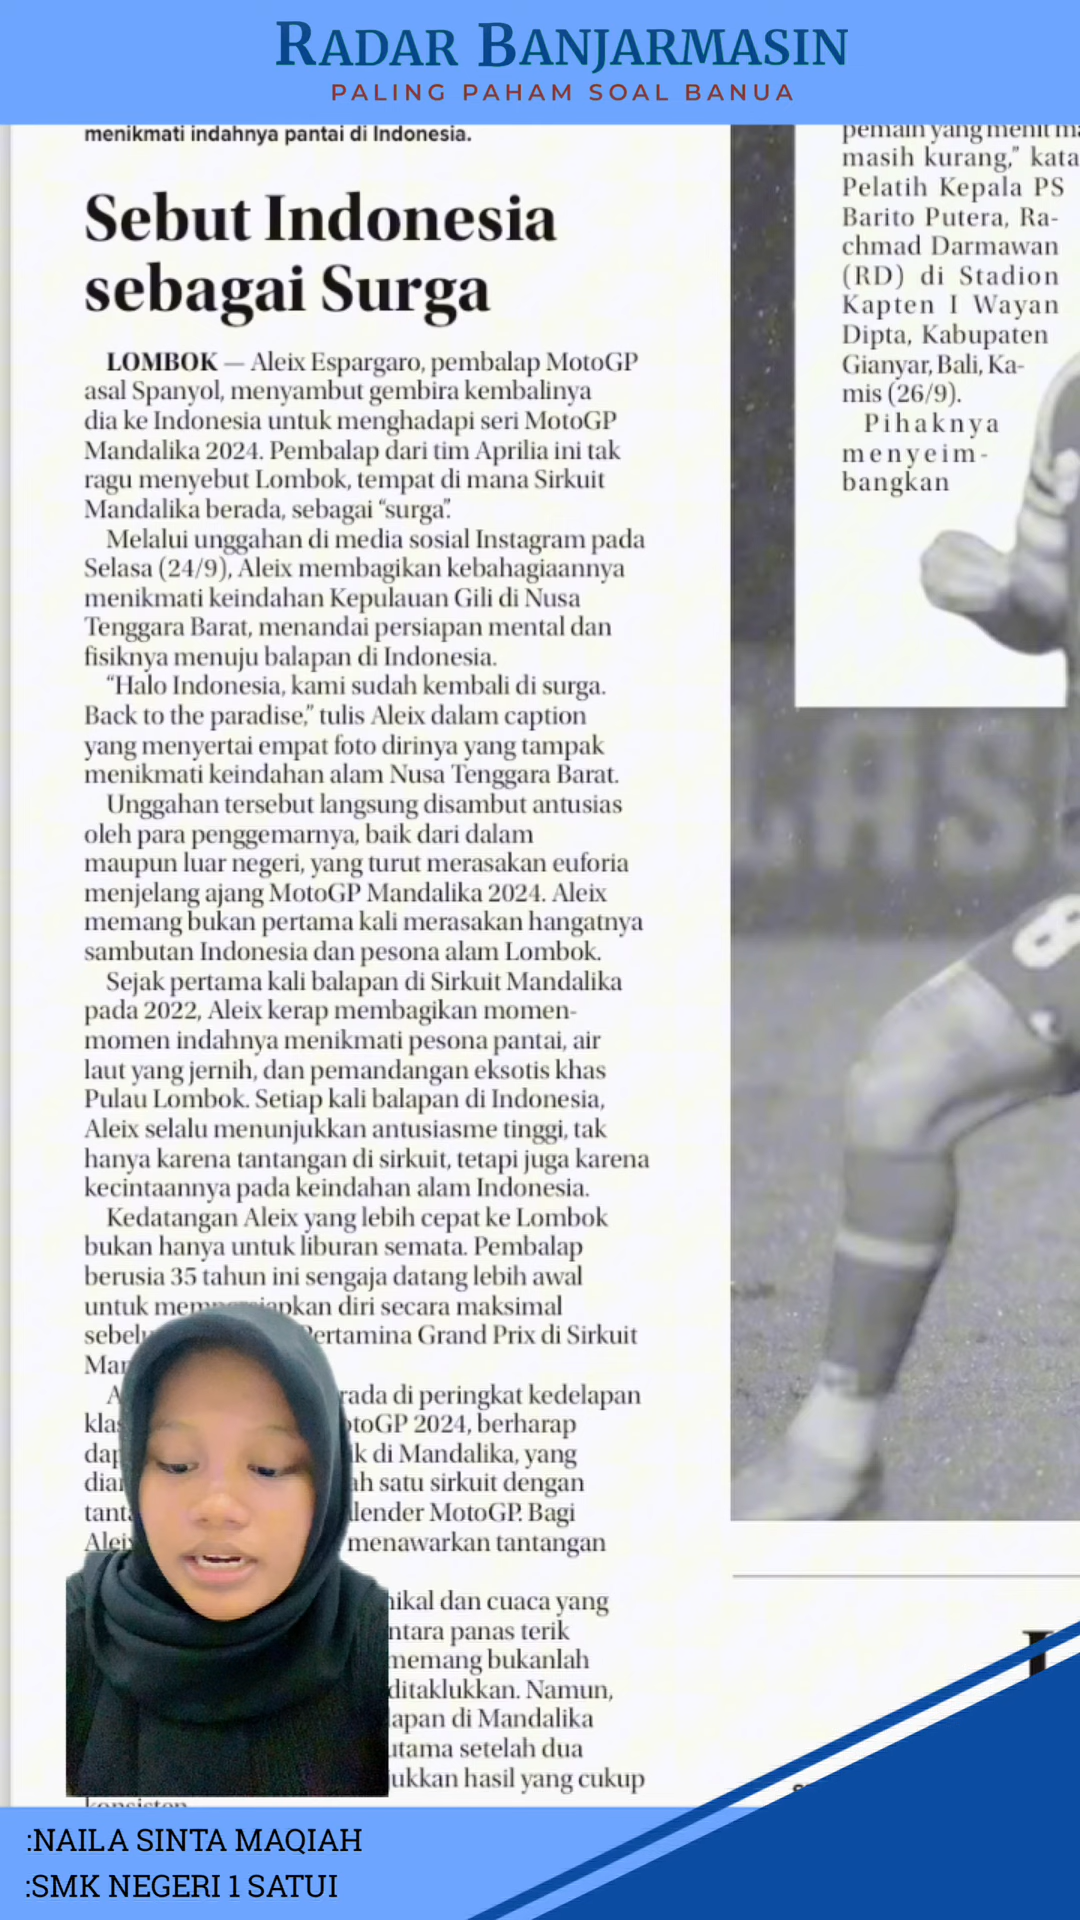 RADAR BANJARMASIN
PALING PAHAM SOAL BANUA
menikmati indahnya pantai di Indonesia.
Sebut Indonesia
sebagai Surga
LOMBOK — Aleix Espargaro, pembalap MotoGP
asal Spanyol, menyambut gembira kembalinya
dia ke Indonesia untuk menghadapi seri MotoGP
Mandalika 2024. Pembalap dari tim Aprilia ini tak
ragu menyebut Lombok, tempat di mana Sirkuit
Mandalika berada, sebagai “surga”.
Melalui unggahan di media sosial Instagram pada
Selasa (24/9), Aleix membagikan kebahagiaannya
menikmati keindahan Kepulauan Gili di Nusa
Tenggara Barat, menandai persiapan mental dan
fisiknya menuju balapan di Indonesia.
“Halo Indonesia, kami sudah kembali di surga.
Back to the paradise,” tulis Aleix dalam caption
yang menyertai empat foto dirinya yang tampak
menikmati keindahan alam Nusa Tenggara Barat.
Unggahan tersebut langsung disambut antusias
oleh para penggemarnya, baik dari dalam
maupun luar negeri, yang turut merasakan euforia
menjelang ajang MotoGP Mandalika 2024. Aleix
memang bukan pertama kali merasakan hangatnya
sambutan Indonesia dan pesona alam Lombok.
Sejak pertama kali balapan di Sirkuit Mandalika
pada 2022, Aleix kerap membagikan momen-
momen indahnya menikmati pesona pantai, air
laut yang jernih, dan pemandangan eksotis khas
Pulau Lombok. Setiap kali balapan di Indonesia,
Aleix selalu menunjukkan antusiasme tinggi, tak
hanya karena tantangan di sirkuit, tetapi juga karena
kecintaannya pada keindahan alam Indonesia.
Kedatangan Aleix yang lebih cepat ke Lombok
bukan hanya untuk liburan semata. Pembalap
berusia 35 tahun ini sengaja datang lebih awal
untuk diri secara maksimal
Pertamina Grand Prix di Sirkuit
di peringkat kedelapan
2024, berharap
di Mandalika, yang
satu sirkuit dengan
MotoGP. Bagi
menawarkan tantangan
dan cuaca yang
panas terik
memang bukanlah
ditaklukkan. Namun,
di Mandalika
setelah dua
hasil yang cukup
pemain yang
masih kurang,” kata
Pelatih Kepala PS
Barito Putera, Ra-
chmad Darmawan
(RD) di Stadion
Kapten I Wayan
Dipta, Kabupaten
Gianyar, Bali, Ka-
mis (26/9).
Pihaknya
menyeim-
bangkan
:NAILA SINTA MAQIAH
:SMK NEGERI 1 SATUI